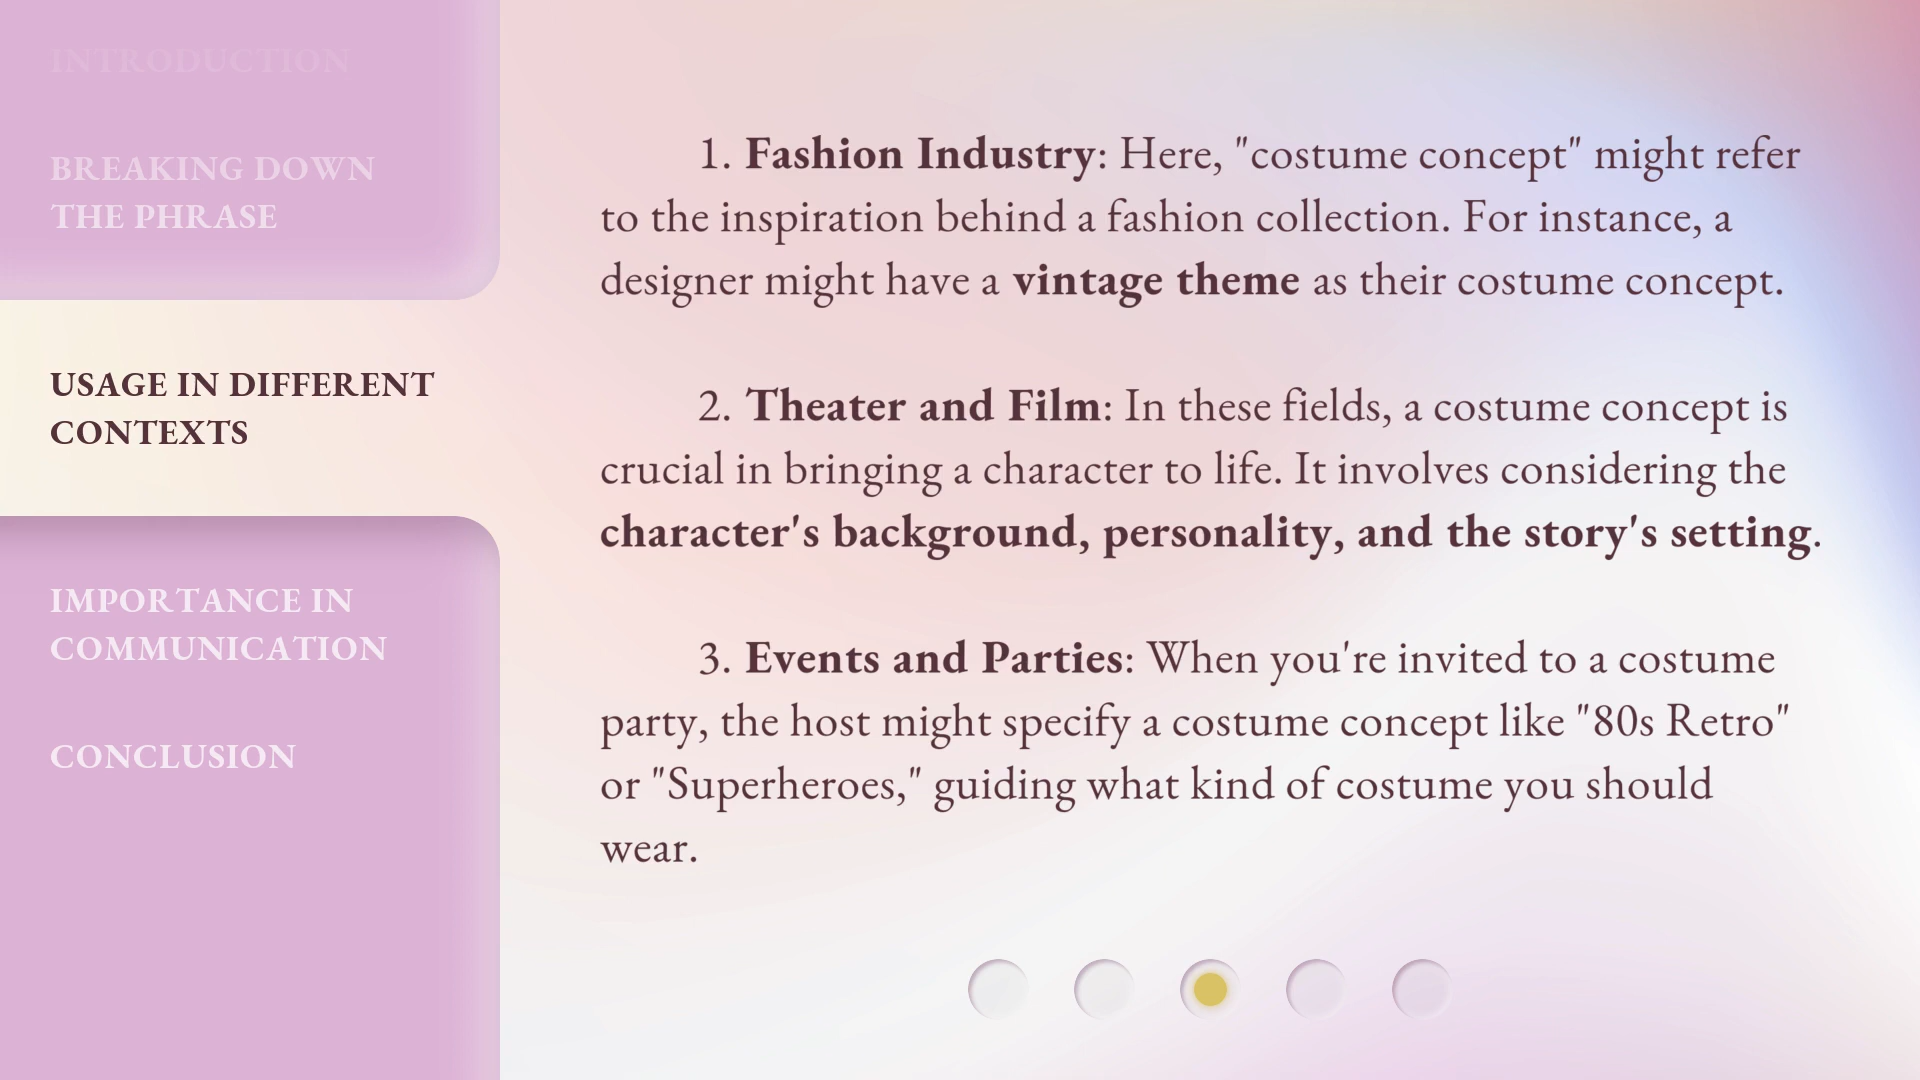 INTRODUCTION
BREAKING DOWN
THE PHRASE
USAGE IN DIFFERENT
CONTEXTS
IMPORTANCE IN
COMMUNICATION
CONCLUSION
1. Fashion Industry: Here, "costume concept" might refer
to the inspiration behind a fashion collection. For instance, a
designer might have a vintage theme as their costume concept.
2. Theater and Film: In these fields, a costume concept is
crucial in bringing a character to life. It involves considering the
character's background, personality, and the story's setting.
3. Events and Parties: When you're invited to a costume
party, the host might specify a costume concept like "80s Retro"
or "Superheroes," guiding what kind of costume you should
wear.